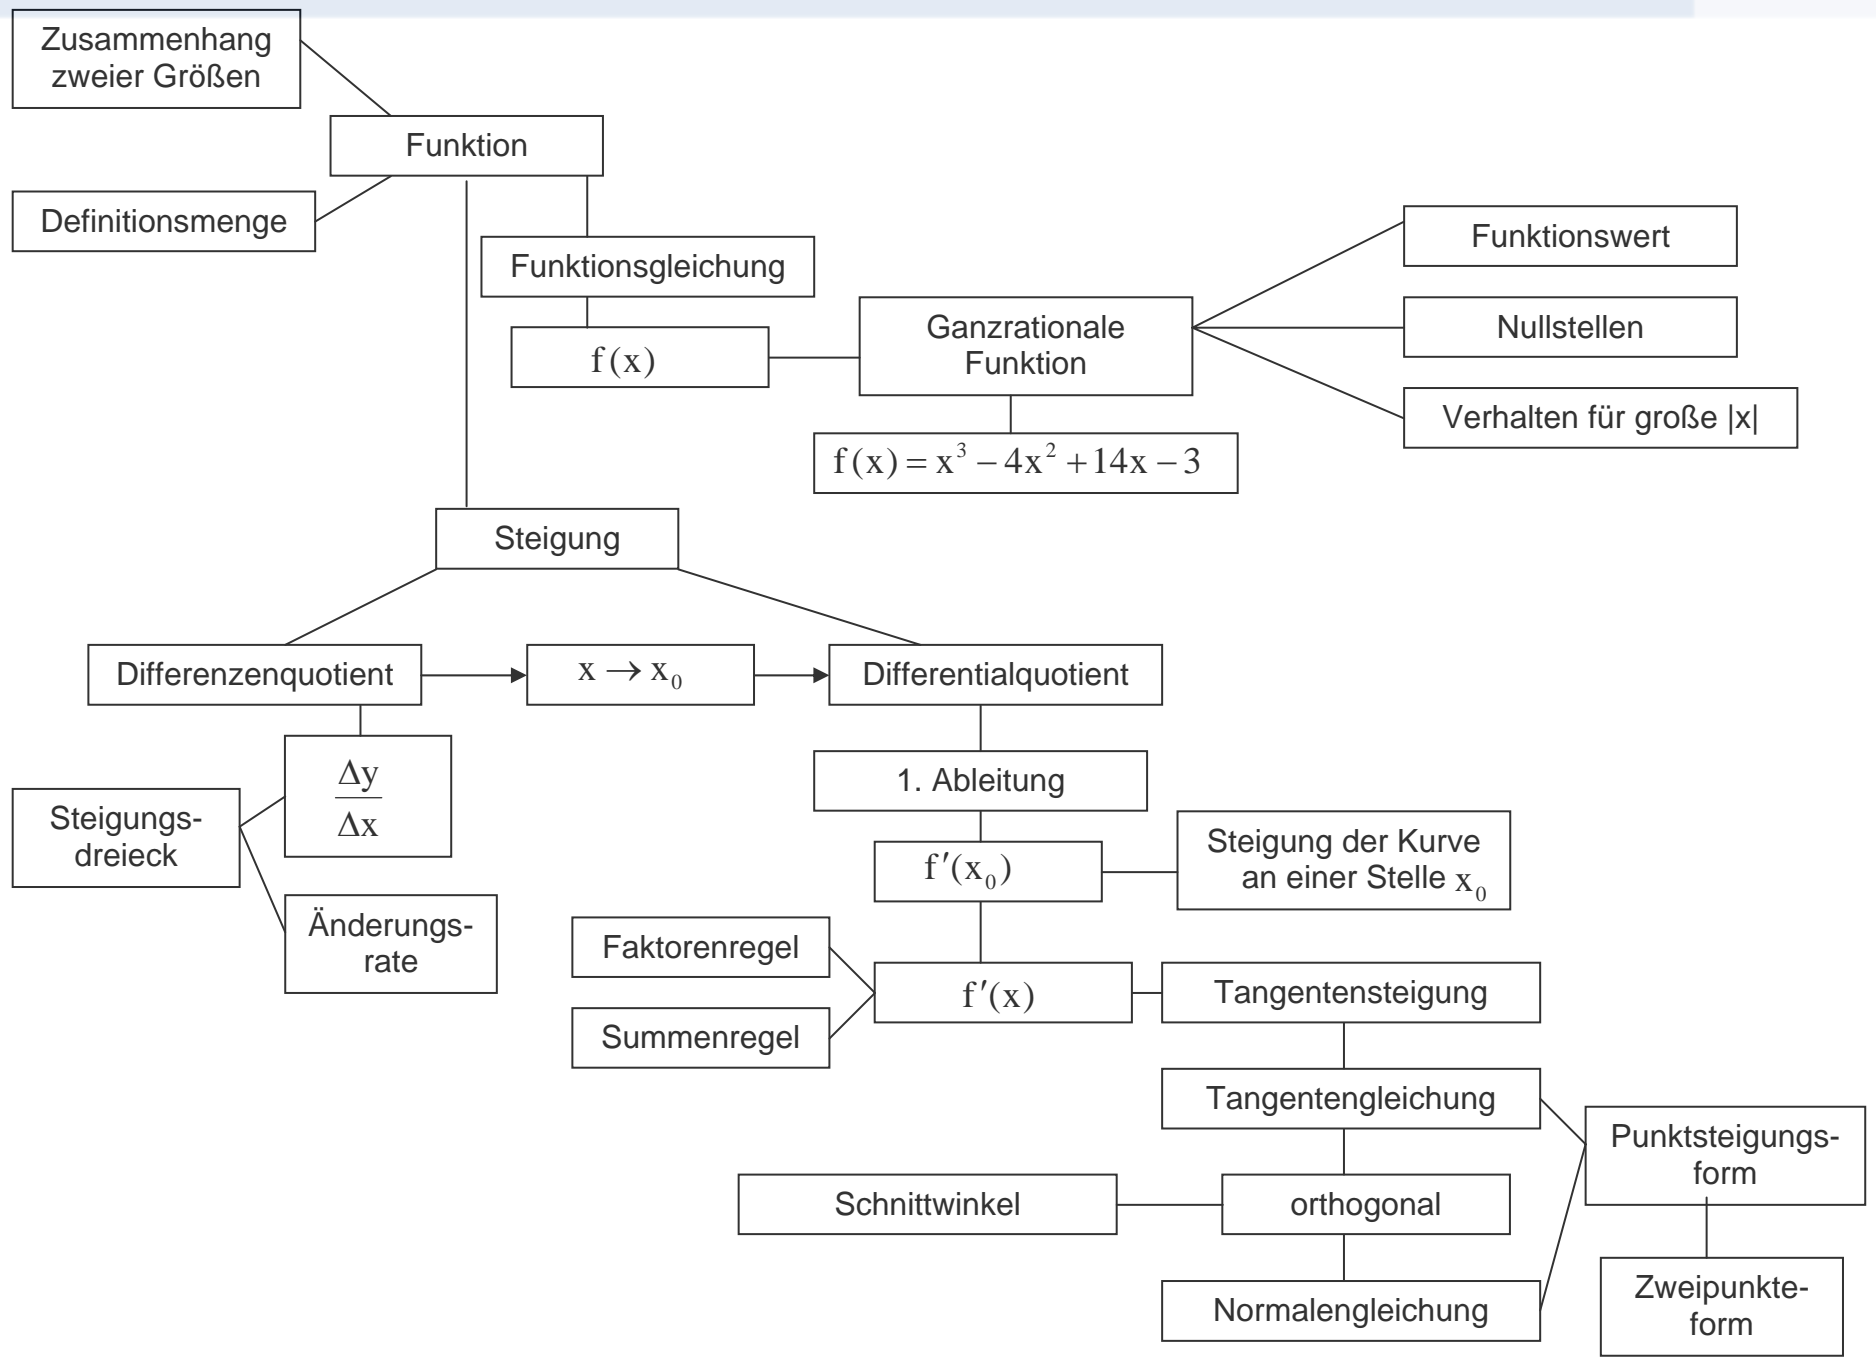 Zusammenhang
zweier Größen
Funktion
Definitionsmenge
Funktionsgleichung
f(x)
Ganzrationale
Funktion
f(x) = x³ − 4x² + 14x − 3
Funktionswert
Nullstellen
Verhalten für große |x|
Steigung
Differenzenquotient
x → x₀
Differentialquotient
Δy
Δx
Steigungs-
dreieck
Änderungs-
rate
1. Ableitung
f′(x₀)
Steigung der Kurve
an einer Stelle x₀
Faktorenregel
Summenregel
f′(x)
Tangentensteigung
Tangentengleichung
Punktsteigungs-
form
Schnittwinkel
orthogonal
Normalengleichung
Zweipunkte-
form